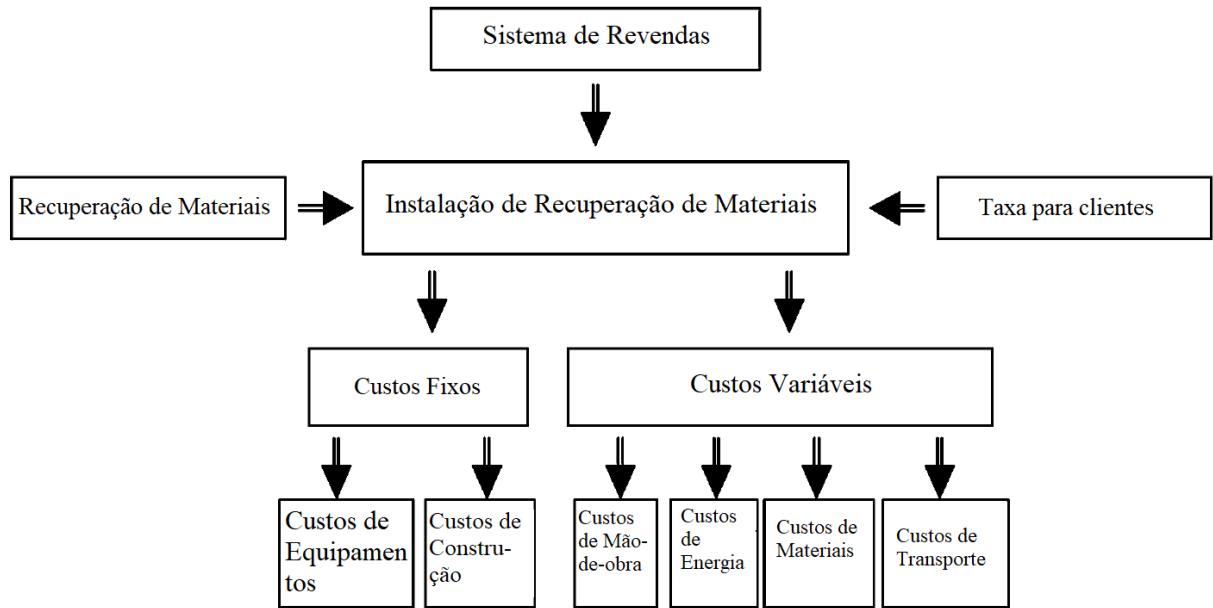 Sistema de Revendas
Recuperação de Materiais
Instalação de Recuperação de Materiais
Taxa para clientes
Custos Fixos
Custos Variáveis
Custos de
Equipamen
tos
Custos de
Constru-
ção
Custos
de Mão-
de-obra
Custos
de
Energia
Custos de
Materiais
Custos de
Transporte